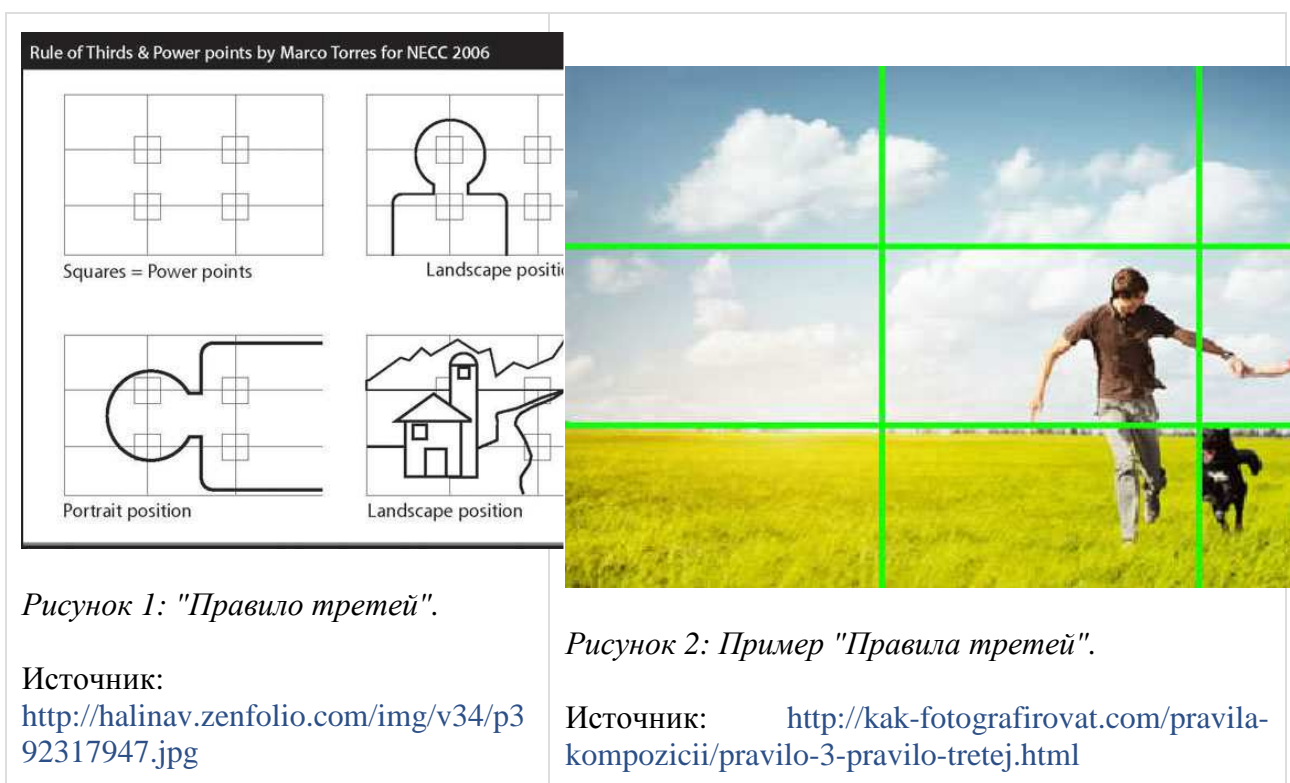 Rule of Thirds & Power points by Marco Torres for NECC 2006
Squares = Power points
Landscape positi
Portrait position
Landscape position
Рисунок 1: "Правило третей".
Источник:
http://halinav.zenfolio.com/img/v34/p3
92317947.jpg
Рисунок 2: Пример "Правила третей".
Источник: http://kak-fotografirovat.com/pravila-
kompozicii/pravilo-3-pravilo-tretej.html